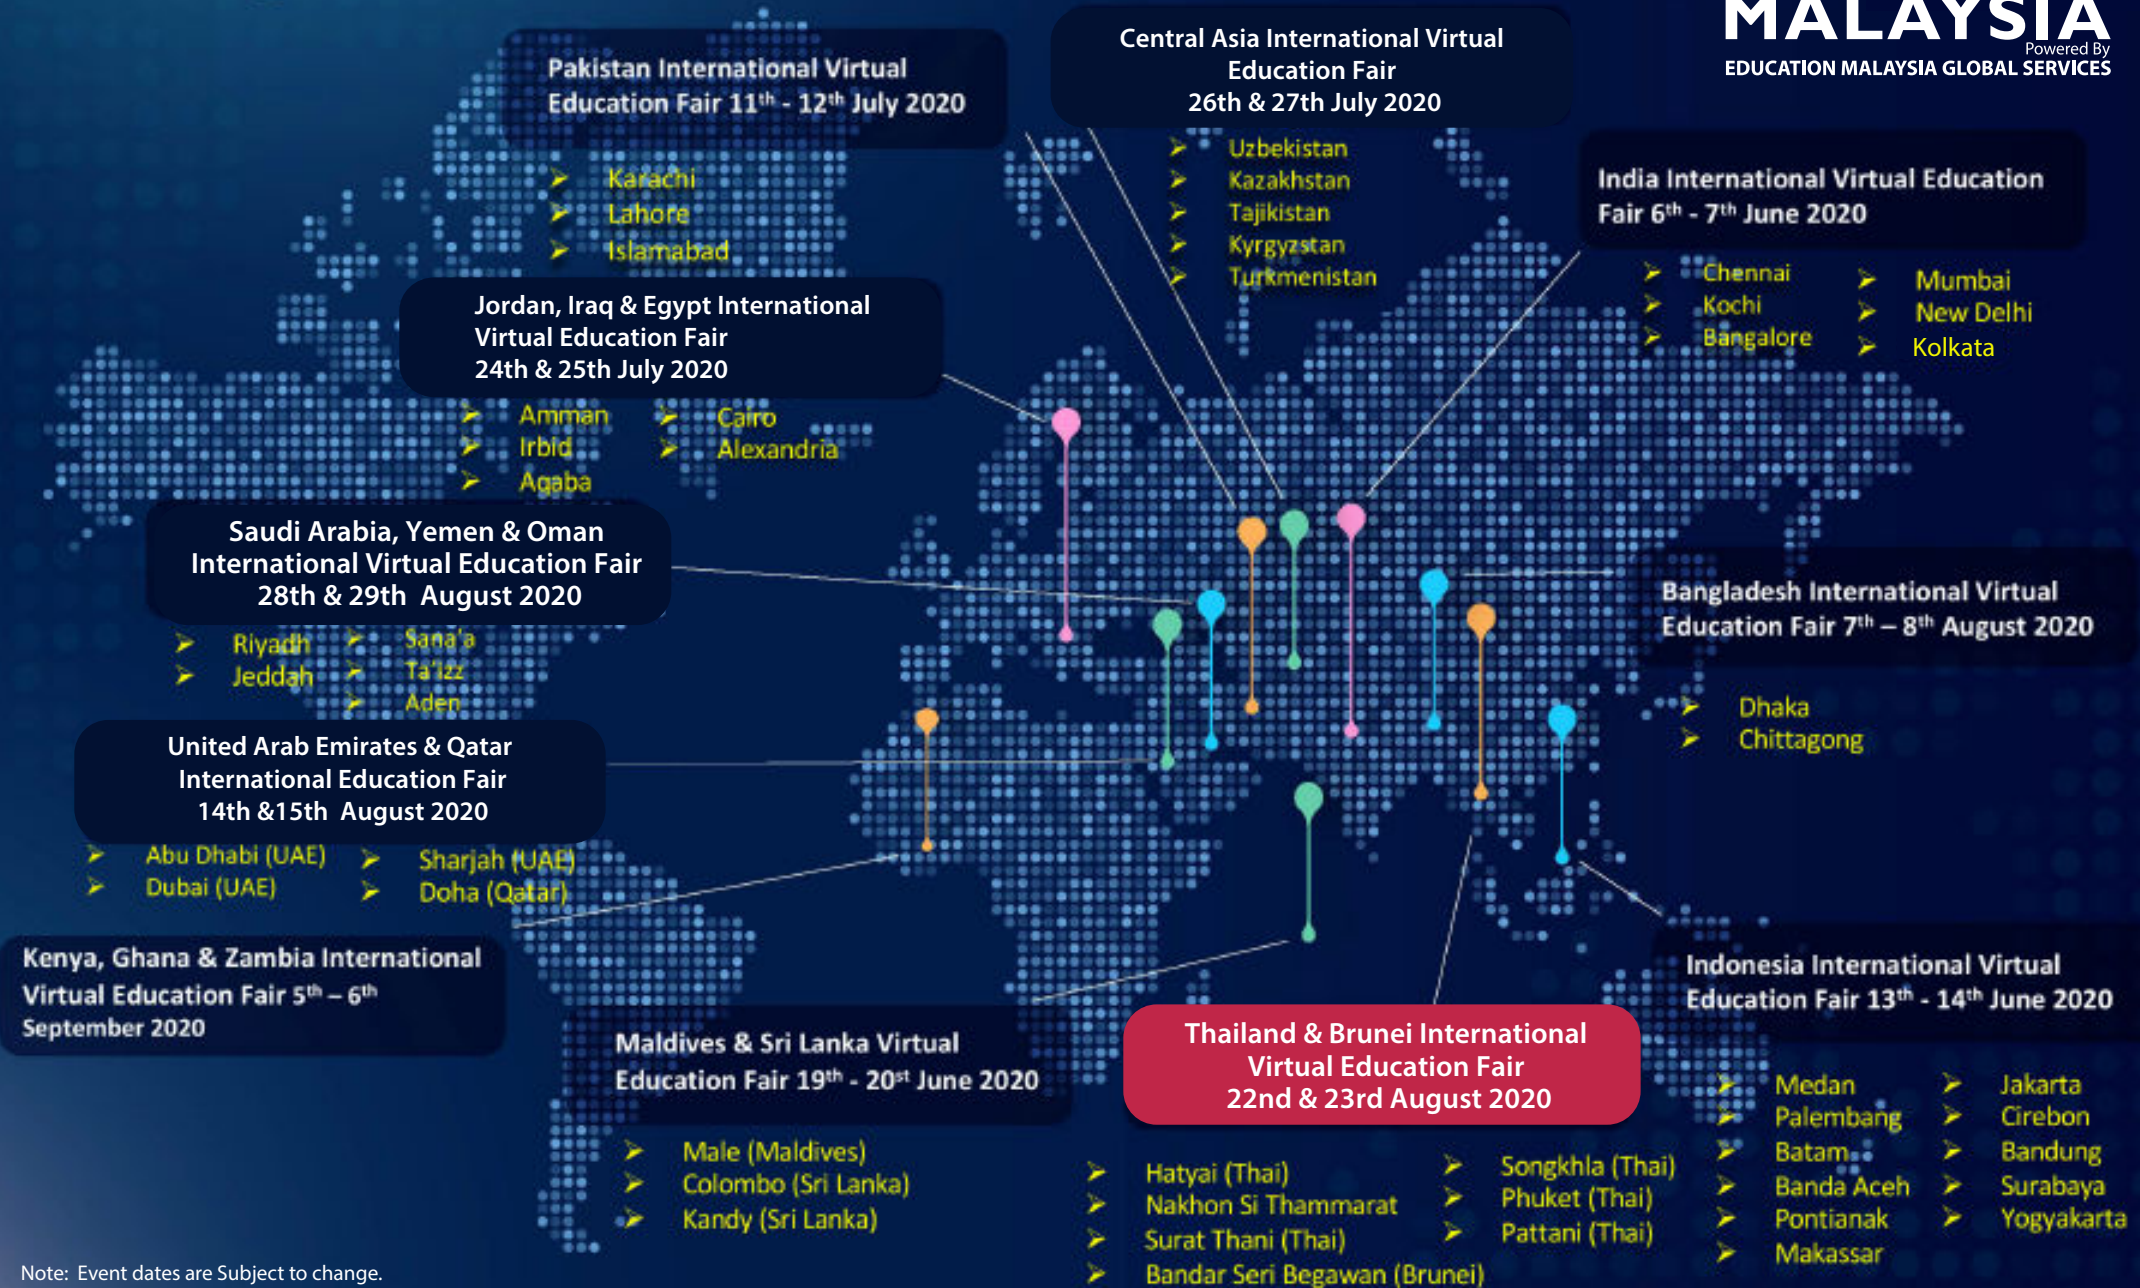 MALAYSIA
Powered By
EDUCATION MALAYSIA GLOBAL SERVICES
Pakistan International Virtual
Education Fair 11th - 12th July 2020
Karachi
Lahore
Islamabad
Central Asia International Virtual
Education Fair
26th & 27th July 2020
Uzbekistan
Kazakhstan
Tajikistan
Kyrgyzstan
Turkmenistan
India International Virtual Education
Fair 6th - 7th June 2020
Chennai
Kochi
Bangalore
Mumbai
New Delhi
Kolkata
Jordan, Iraq & Egypt International
Virtual Education Fair
24th & 25th July 2020
Amman
Irbid
Aqaba
Cairo
Alexandria
Saudi Arabia, Yemen & Oman
International Virtual Education Fair
28th & 29th August 2020
Riyadh
Jeddah
Sana'a
Ta'izz
Aden
Bangladesh International Virtual
Education Fair 7th – 8th August 2020
Dhaka
Chittagong
United Arab Emirates & Qatar
International Education Fair
14th &15th August 2020
Abu Dhabi (UAE)
Dubai (UAE)
Sharjah (UAE)
Doha (Qatar)
Kenya, Ghana & Zambia International
Virtual Education Fair 5th – 6th
September 2020
Maldives & Sri Lanka Virtual
Education Fair 19th - 20st June 2020
Male (Maldives)
Colombo (Sri Lanka)
Kandy (Sri Lanka)
Thailand & Brunei International
Virtual Education Fair
22nd & 23rd August 2020
Hatyai (Thai)
Nakhon Si Thammarat
Surat Thani (Thai)
Bandar Seri Begawan (Brunei)
Songkhla (Thai)
Phuket (Thai)
Pattani (Thai)
Indonesia International Virtual
Education Fair 13th - 14th June 2020
Medan
Palembang
Batam
Banda Aceh
Pontianak
Makassar
Jakarta
Cirebon
Bandung
Surabaya
Yogyakarta
Note: Event dates are Subject to change.